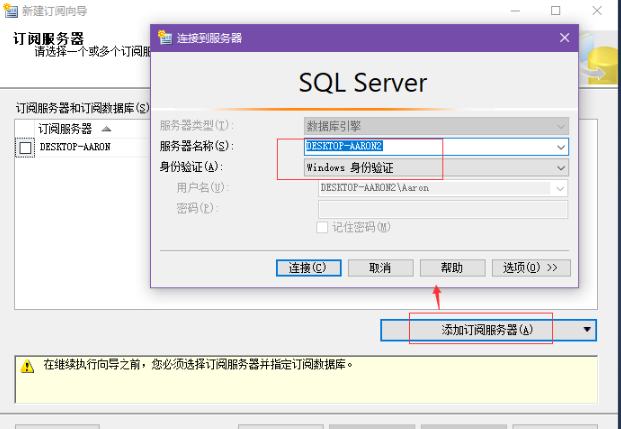 新建订阅向导
订阅服务器
请选择一个或多个订阅服
订阅服务器和订阅数据库(S)
订阅服务器
DESKTOP-AARON
连接到服务器
SQL Server
服务器类型(T):
数据库引擎
服务器名称(S):
DESKTOP-AARON2
身份验证(A):
Windows 身份验证
用户名(U):
DESKTOP-AARON2\Aaron
密码(P):
记住密码(M)
连接(C)
取消
帮助
选项(O) >>
添加订阅服务器(A)
在继续执行向导之前，您必须选择订阅服务器并指定订阅数据库。